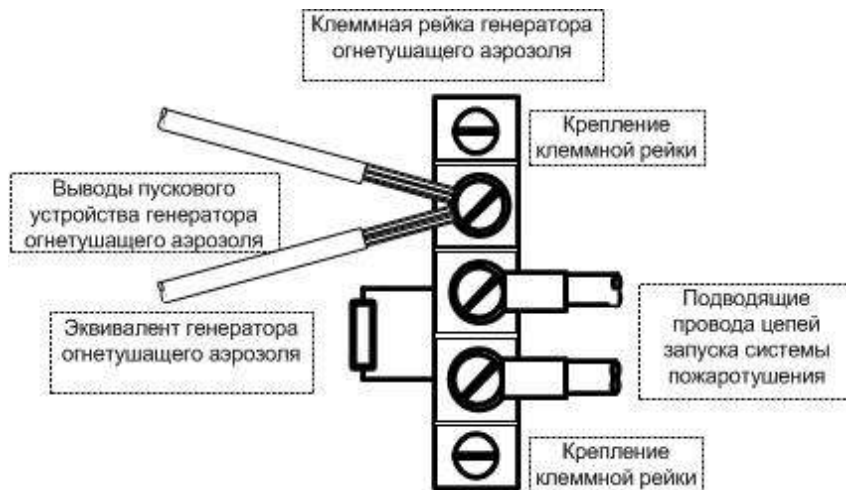 Клеммная рейка генератора
огнетушащего аэрозоля
Крепление
клеммной рейки
Выводы пускового
устройства генератора
огнетушащего аэрозоля
Эквивалент генератора
огнетушащего аэрозоля
Подводящие
провода цепей
запуска системы
пожаротушения
Крепление
клеммной рейки